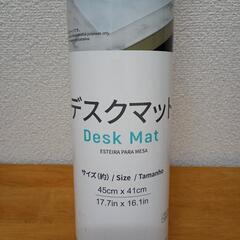 デスクマット
Desk Mat
ESTEIRA PARA MESA
サイズ(約) / Size / Tamanho
45cm x 41cm
17.7in x 16.1in